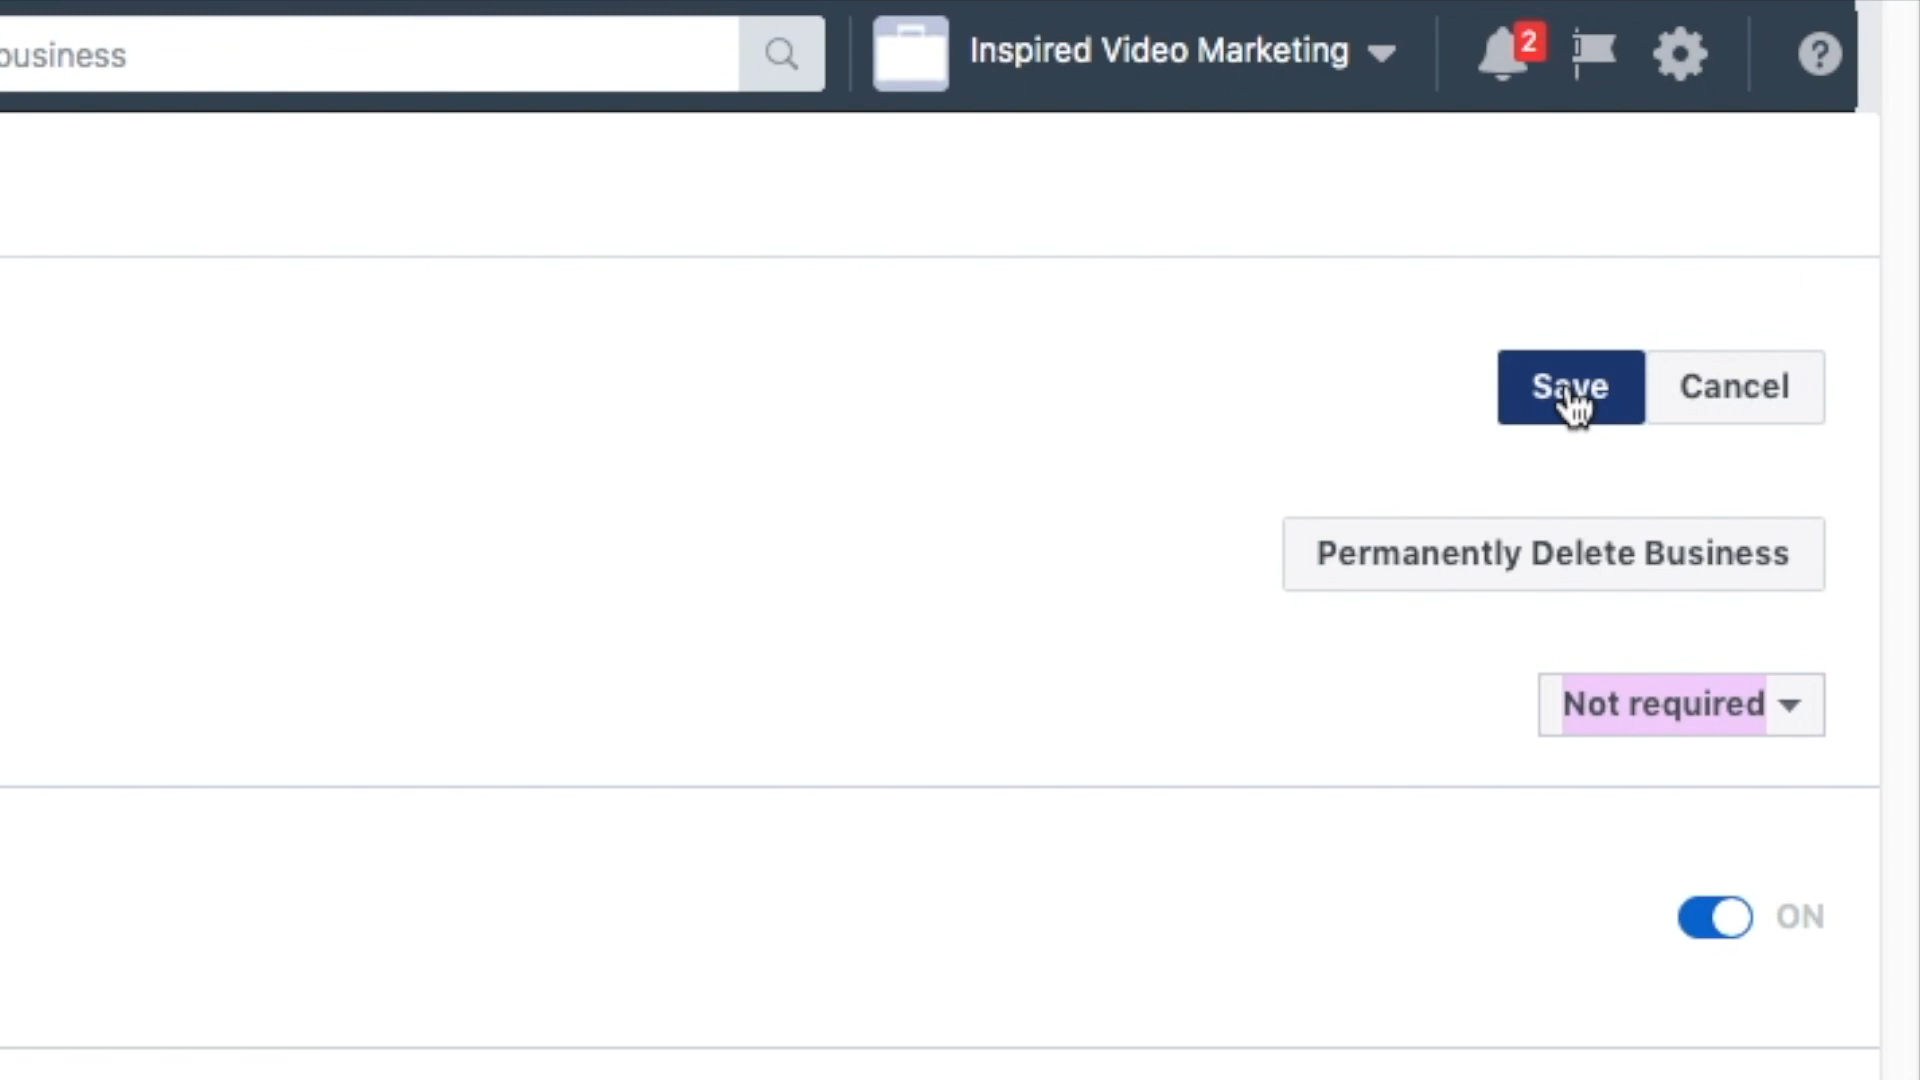 business
Inspired Video Marketing
2
Save
Cancel
Permanently Delete Business
Not required
ON